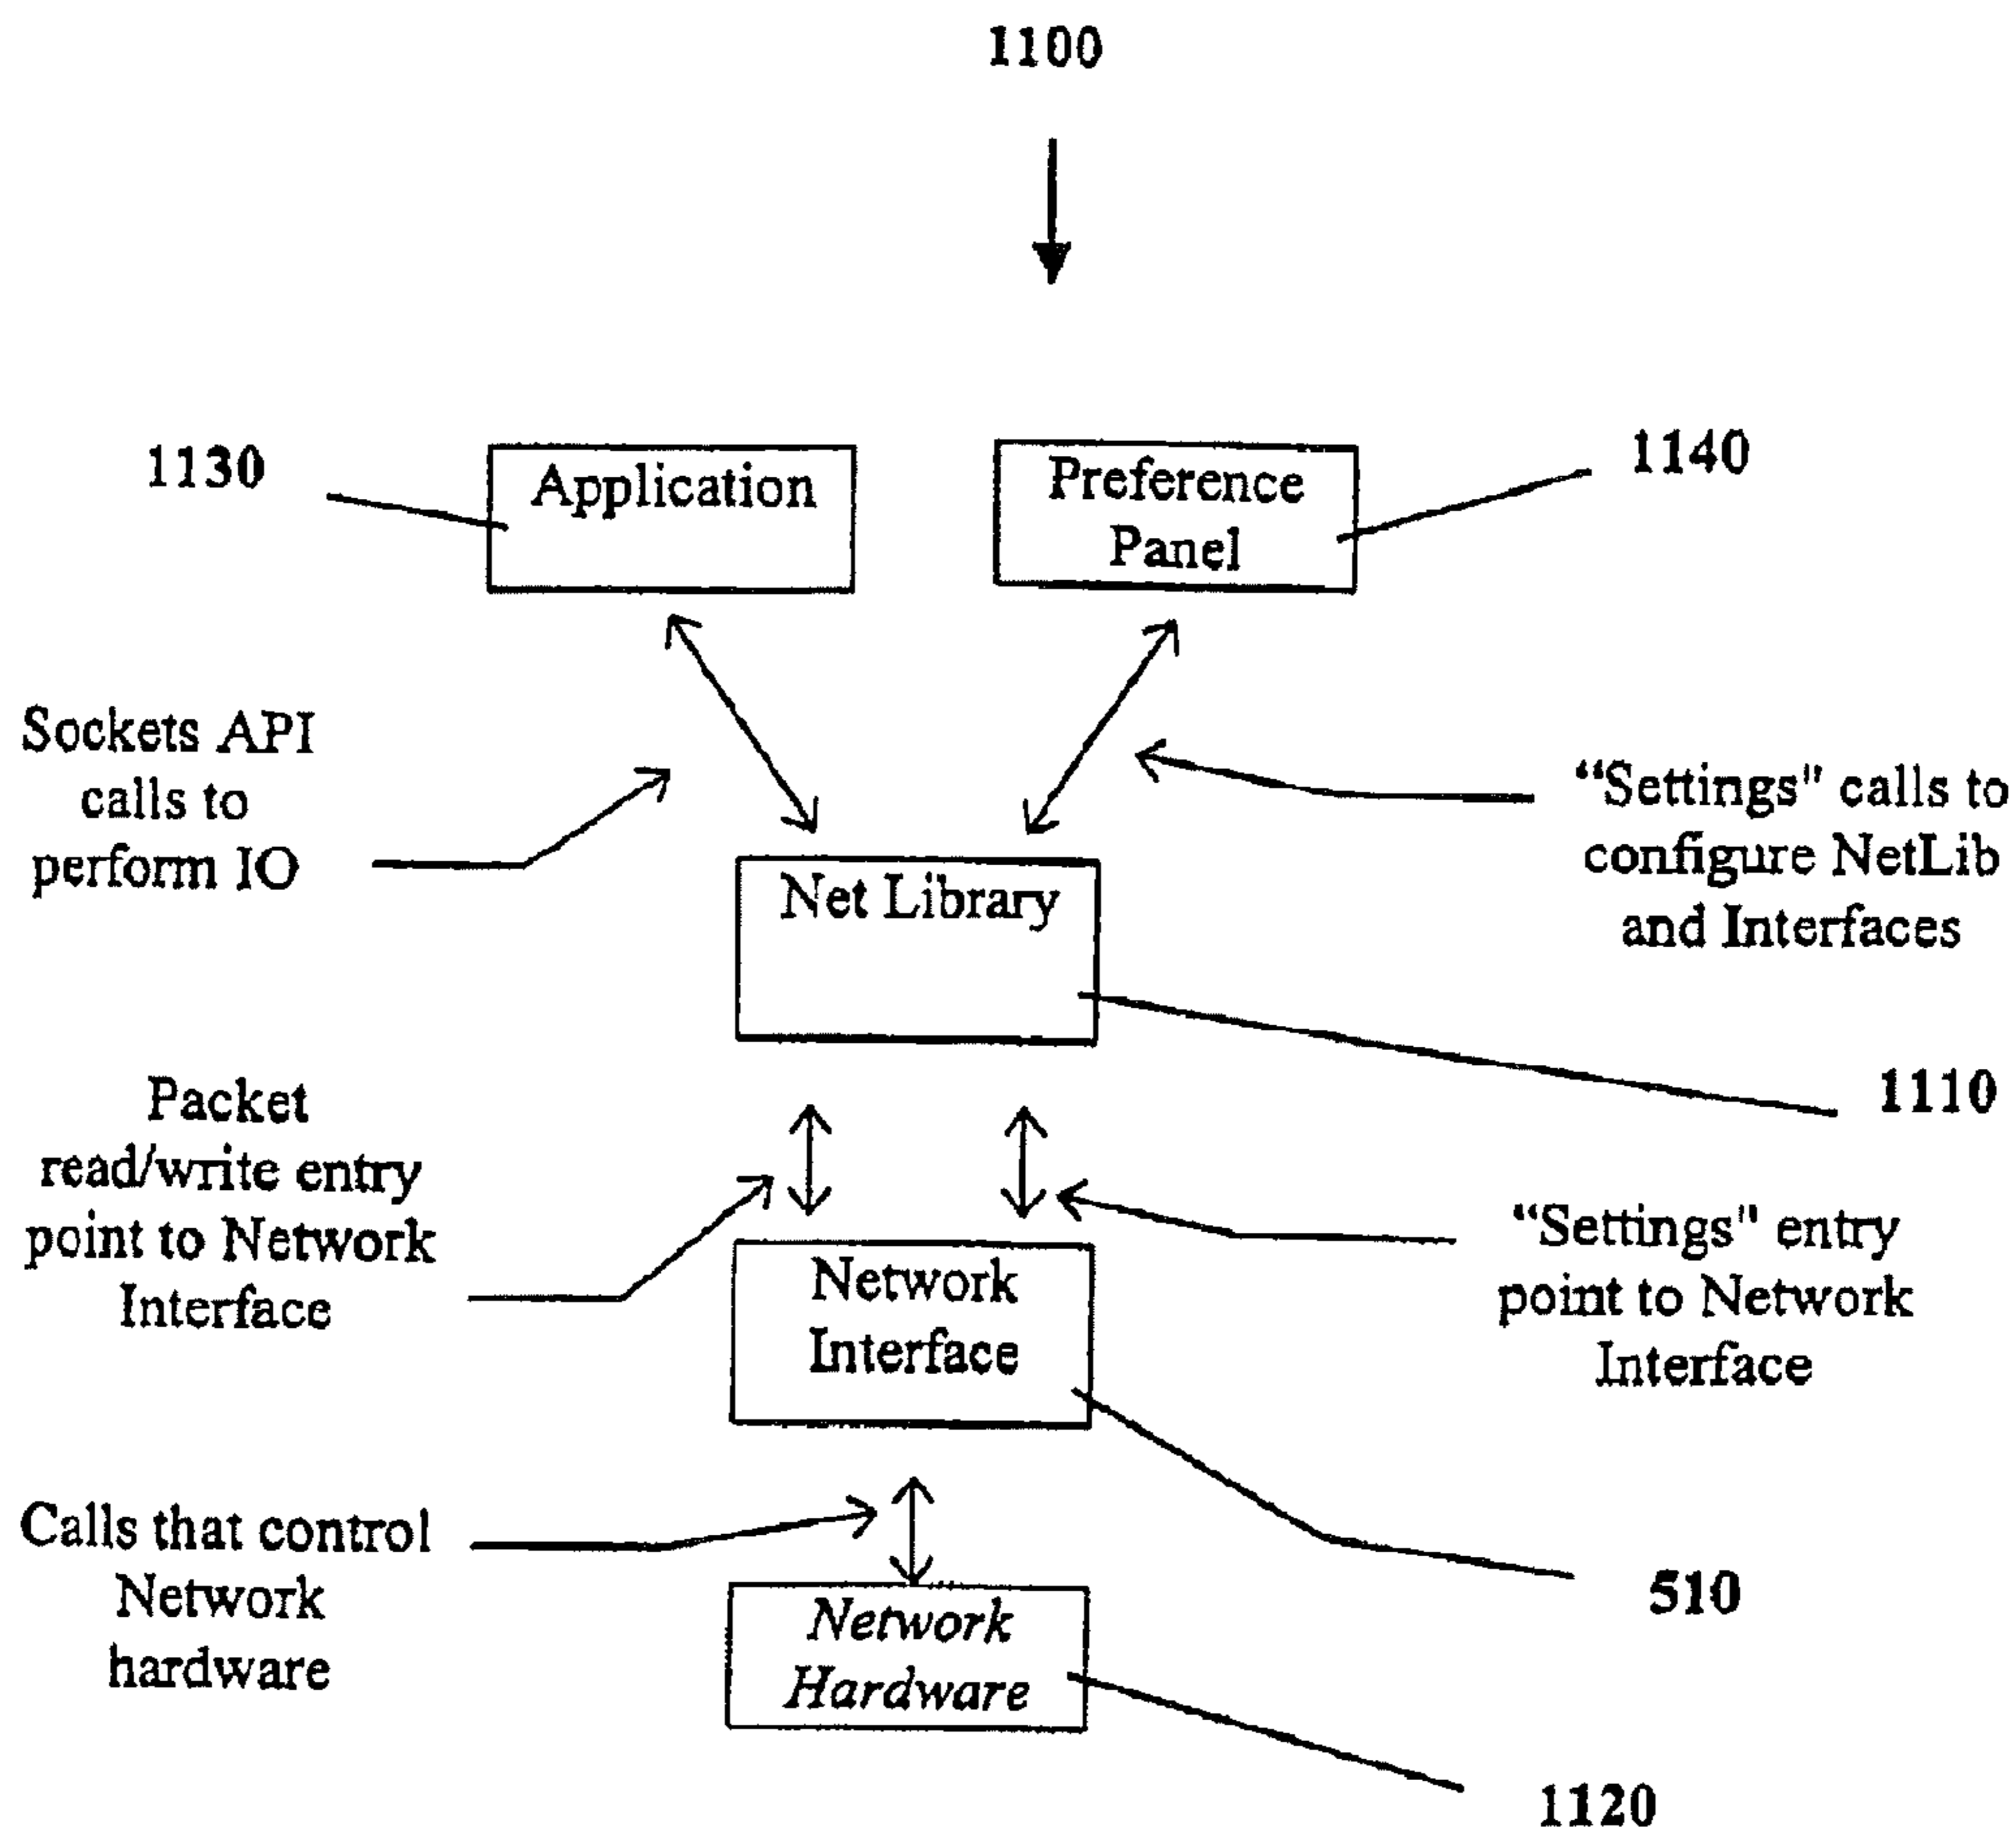 1100
1130
Application
Preference
Panel
1140
Sockets API
calls to
perform IO
“Settings" calls to
configure NetLib
and Interfaces
Net Library
1110
Packet
read/write entry
point to Network
Interface
“Settings" entry
point to Network
Interface
Network
Interface
510
Calls that control
Network
hardware
Network
Hardware
1120